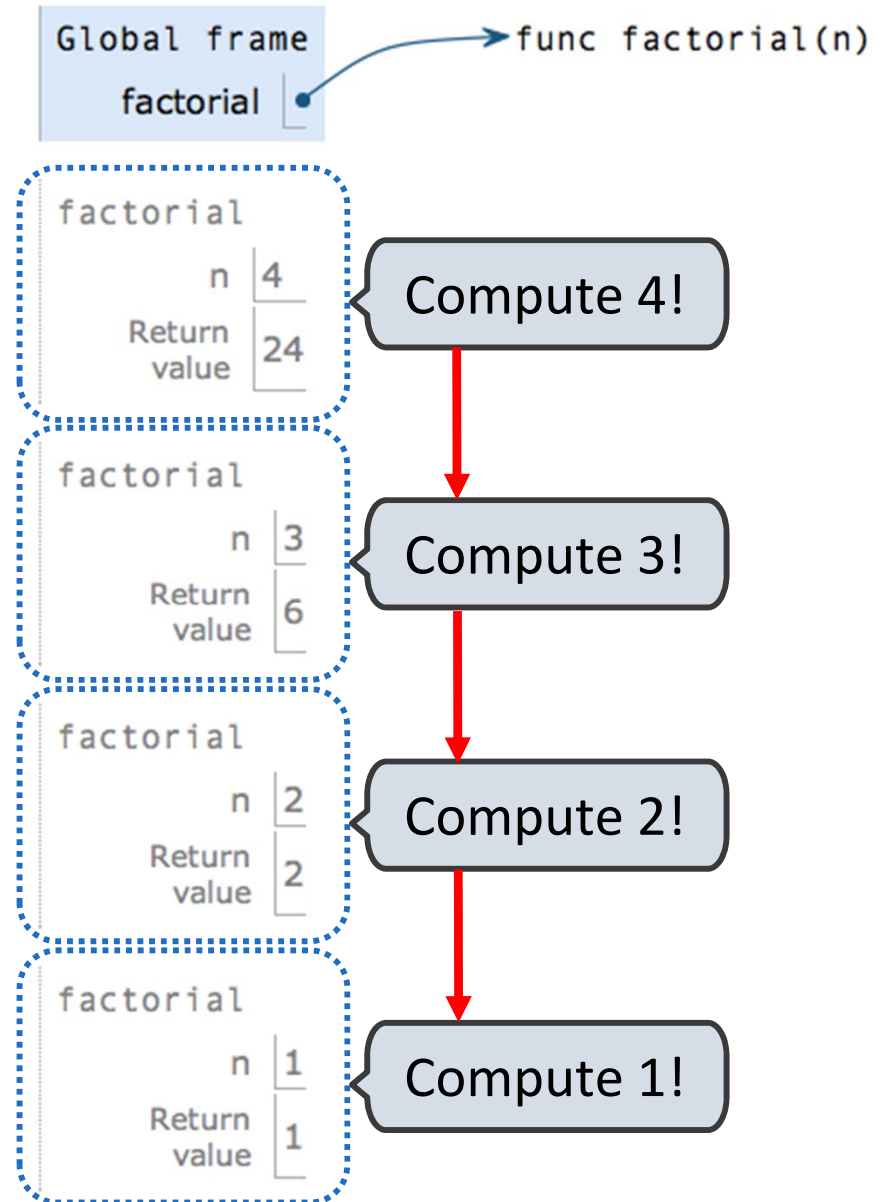 Global frame
func factorial(n)
factorial
factorial
n 4
Return
value 24
Compute 4!
factorial
n 3
Return
value 6
Compute 3!
factorial
n 2
Return
value 2
Compute 2!
factorial
n 1
Return
value 1
Compute 1!